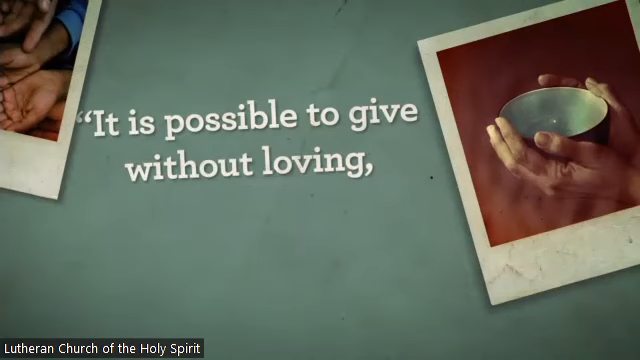 “It is possible to give
without loving,
Lutheran Church of the Holy Spirit